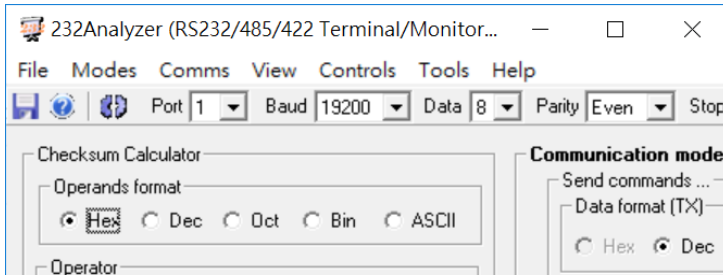 232Analyzer (RS232/485/422 Terminal/Monitor...
File Modes Comms View Controls Tools Help
Port 1 Baud 19200 Data 8 Parity Even Stop
Checksum Calculator
Communication mode
Operands format
Send commands ...
Data format (TX)
Hex Dec Oct Bin ASCII
Hex Dec
Operator